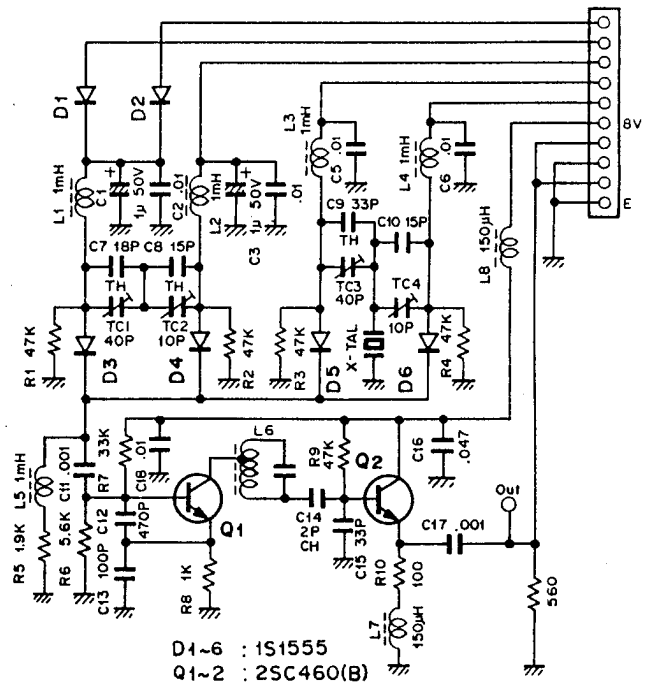 D1
D2
8V
E
L1 1mH
C1 1μ 50V
C2 .01
L2 1mH
1μ 50V
C3 .01
L3 1mH
C5 .01
L4 1mH
C6 .01
L8 150μH
C7 18P
TH
C8 15P
TH
C9 33P
TH
C10 15P
TC1
40P
TC2
10P
TC3
40P
TC4
10P
R1 47K
D3
D4
R2 47K
R3 47K
D5
X-TAL
D6
R4 47K
L5 1mH
C11 .001
R7 33K
C18 .01
L6
R9 47K
Q2
C16 .047
R5 1.9K
R6 5.6K
C12 470P
C13 100P
Q1
R8 1K
C14
2P
CH
C15 33P
R10 100
C17 .001
Out
L7 150μH
560
D1~6 : 1S1555
Q1~2 : 2SC460(B)